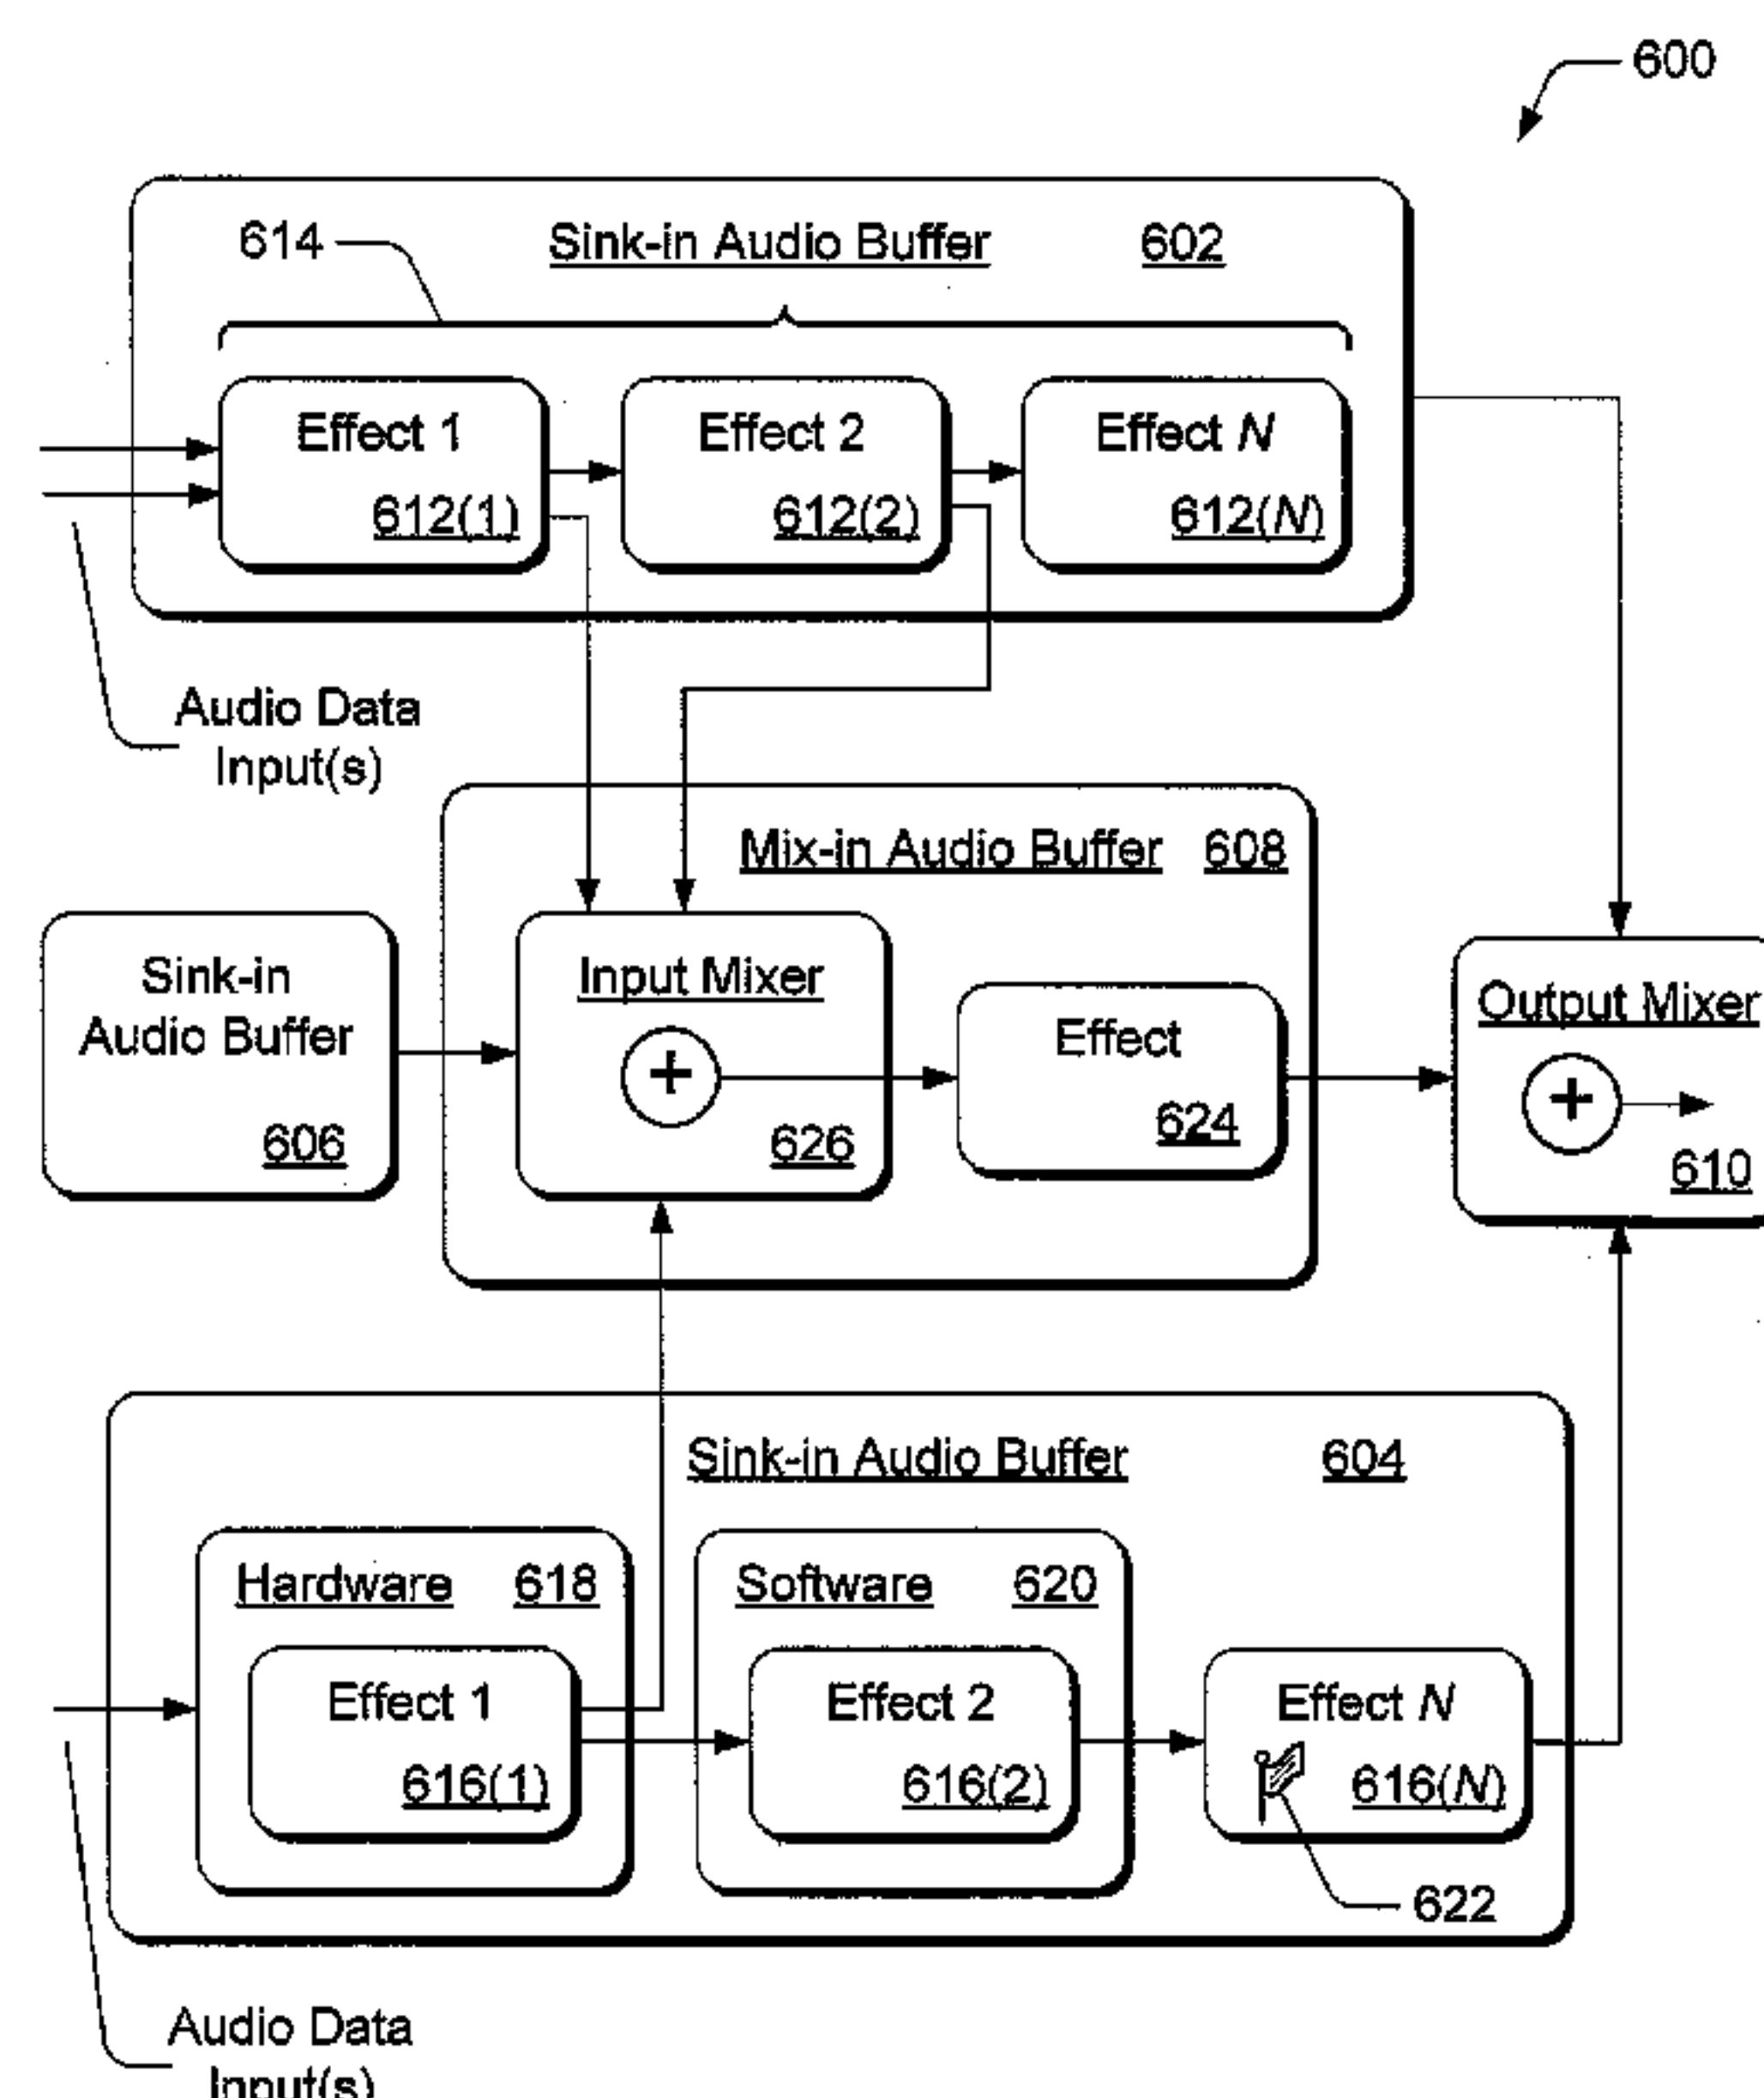 600
614
Sink-in Audio Buffer 602
Effect 1
612(1)
Effect 2
612(2)
Effect N
612(N)
Audio Data
Input(s)
Mix-in Audio Buffer 608
Sink-in
Audio Buffer
606
Input Mixer
+
626
Effect
624
Output Mixer
+
610
Sink-in Audio Buffer 604
Hardware 618
Effect 1
616(1)
Software 620
Effect 2
616(2)
Effect N
616(N)
622
Audio Data
Input(s)